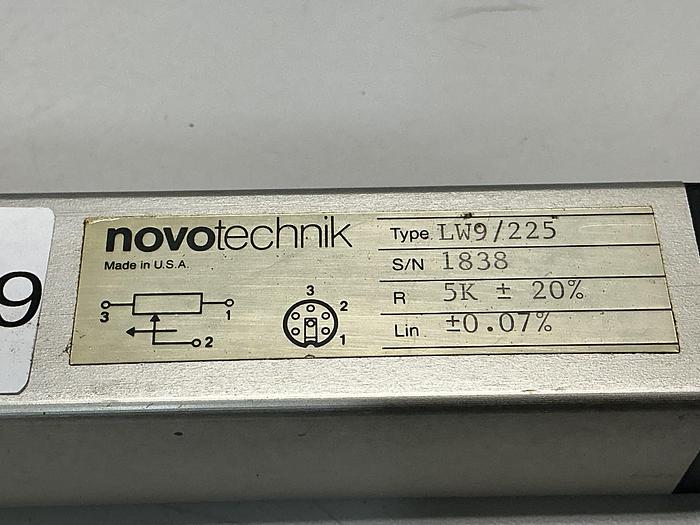 novotechnik
Made in U.S.A.
Type LW9/225
S/N 1838
R 5K ± 20%
Lin ±0.07%
3 1
2
3
2
1
9